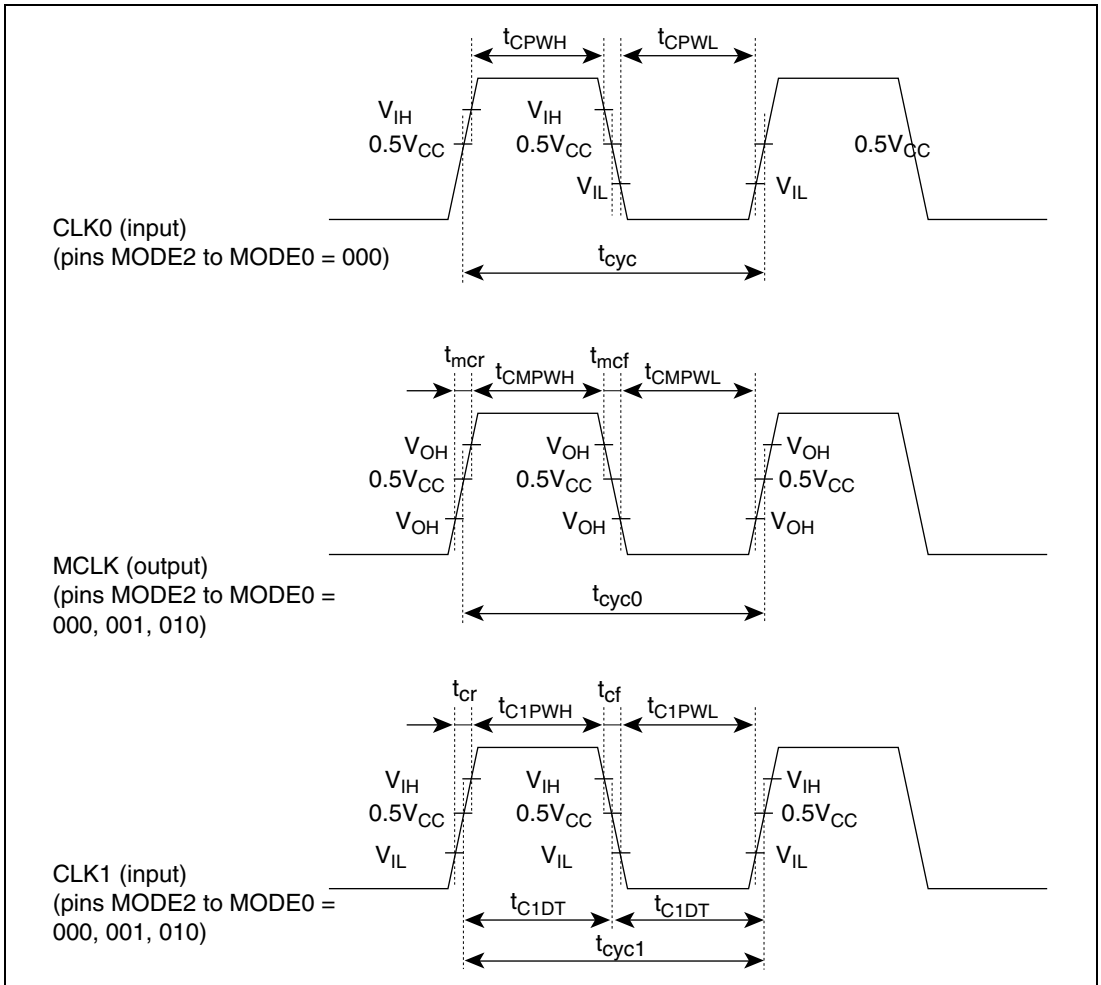 tCPWH tCPWL
VIH VIH
0.5VCC 0.5VCC 0.5VCC
VIL VIL
CLK0 (input)
(pins MODE2 to MODE0 = 000)
tcyc
tmcr tCMPWH tmcf tCMPWL
VOH VOH VOH
0.5VCC 0.5VCC 0.5VCC
VOH VOH VOH
MCLK (output)
(pins MODE2 to MODE0 =
000, 001, 010)
tcyc0
tcr tC1PWH tcf tC1PWL
VIH VIH VIH
0.5VCC 0.5VCC 0.5VCC
VIL VIL VIL
CLK1 (input)
(pins MODE2 to MODE0 =
000, 001, 010)
tC1DT tC1DT
tcyc1